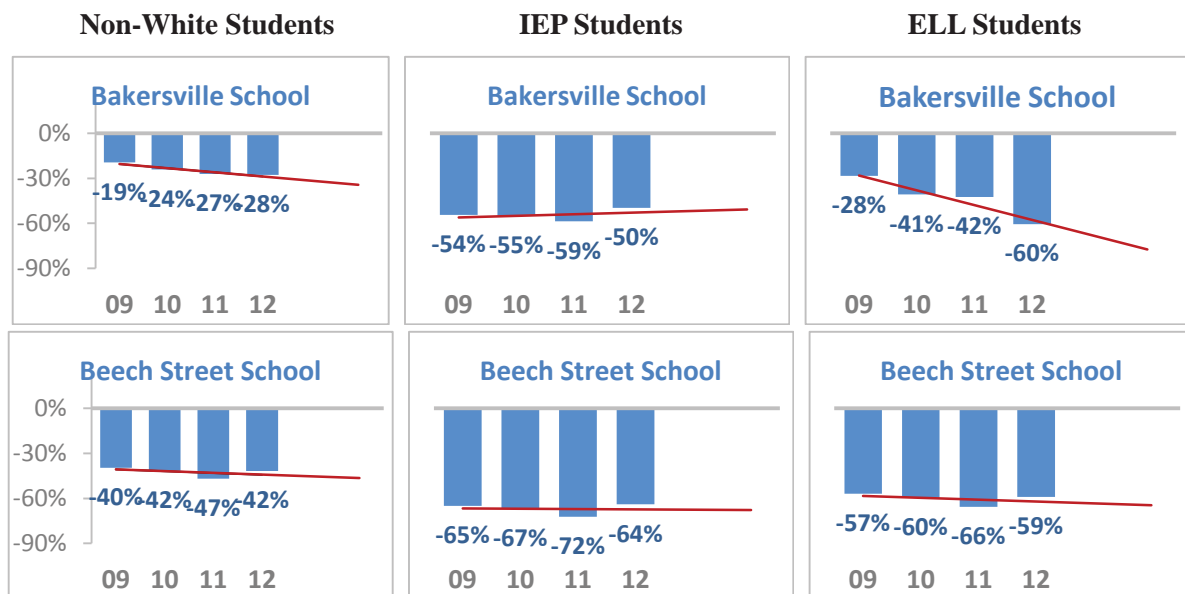 Non-White Students IEP Students ELL Students
Bakersville School Bakersville School Bakersville School
0%
-30%
-60%
-90%
-19% -24% -27% -28%
-54% -55% -59% -50%
-28% -41% -42% -60%
09 10 11 12 09 10 11 12 09 10 11 12
Beech Street School Beech Street School Beech Street School
0%
-30%
-60%
-90%
-40% -42% -47% -42%
-65% -67% -72% -64%
-57% -60% -66% -59%
09 10 11 12 09 10 11 12 09 10 11 12